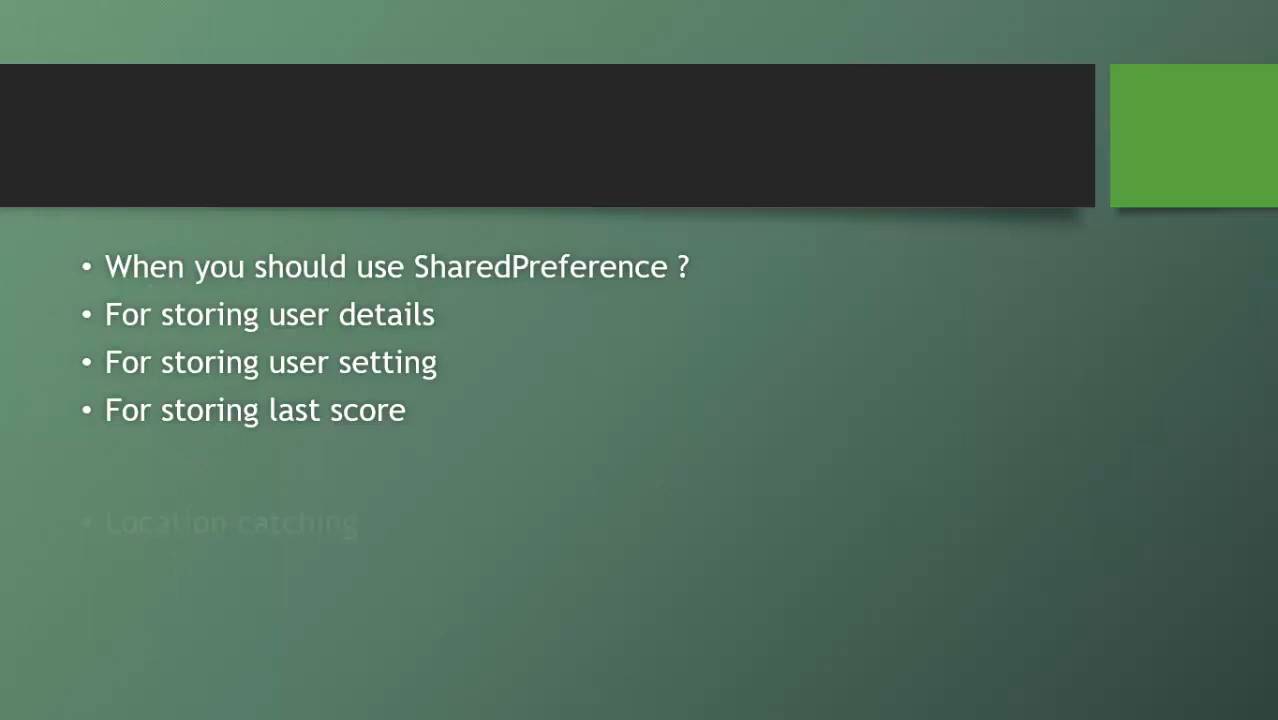 • When you should use SharedPreference ?
• For storing user details
• For storing user setting
• For storing last score
• Location catching